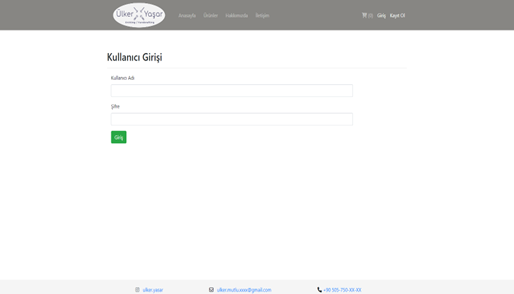 Ülker Yaşar
Anasayfa Ürünler Hakkımızda İletişim (0) Giriş Kayıt Ol
Kullanıcı Girişi
Kullanıcı Adı
Şifre
Giriş
ulker.yasar ulker.mutlu.xxxx@gmail.com +90 505-750-XX-XX